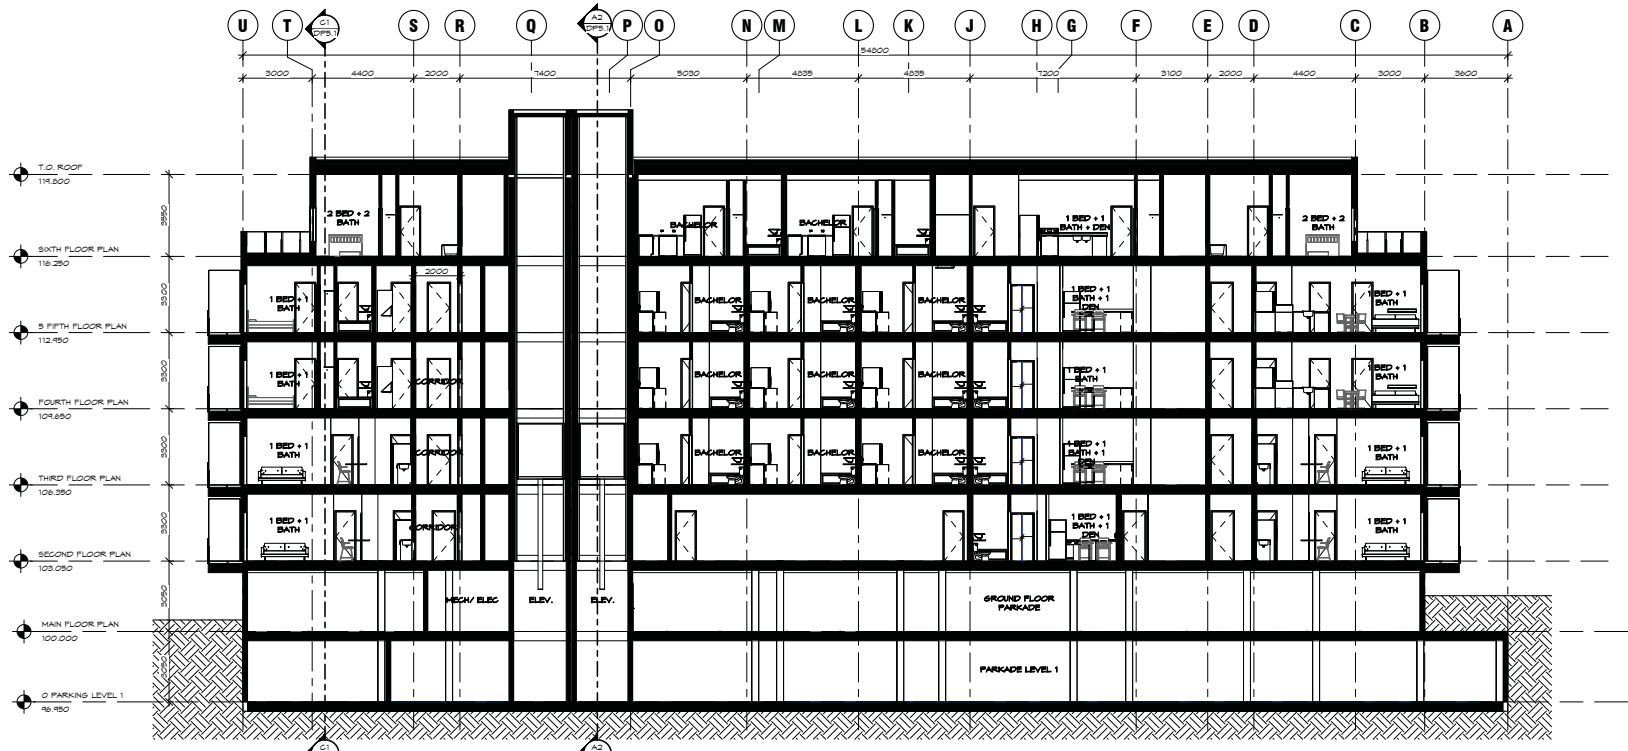 U T C1 S R Q A2 P O N M L K J H G F E D C B A
DP5.1 DP5.1
54800
3000 4400 2000 7400 5030 4835 4835 7200 3100 2000 4400 3000 3600
T.O. ROOF
119.800
3550
2 BED + 2
BATH
BACHELOR
BACHELOR
1 BED + 1
BATH + DEN
2 BED + 2
BATH
SIXTH FLOOR PLAN
116.250
2000
3300
1 BED + 1
BATH
BACHELOR
BACHELOR
BACHELOR
1 BED + 1
BATH + 1
DEN
1 BED + 1
BATH
5 FIFTH FLOOR PLAN
112.950
3300
1 BED + 1
BATH
CORRIDOR
BACHELOR
BACHELOR
BACHELOR
1 BED + 1
BATH
1 BED + 1
BATH
FOURTH FLOOR PLAN
109.650
3300
1 BED + 1
BATH
CORRIDOR
BACHELOR
BACHELOR
BACHELOR
1 BED + 1
BATH + 1
DEN
1 BED + 1
BATH
THIRD FLOOR PLAN
106.350
3300
1 BED + 1
BATH
CORRIDOR
1 BED + 1
BATH + 1
DEN
1 BED + 1
BATH
SECOND FLOOR PLAN
103.050
3050
MECH/ ELEC
ELEV.
ELEV.
GROUND FLOOR
PARKADE
MAIN FLOOR PLAN
100.000
3050
PARKADE LEVEL 1
0 PARKING LEVEL 1
96.950
C1 A2